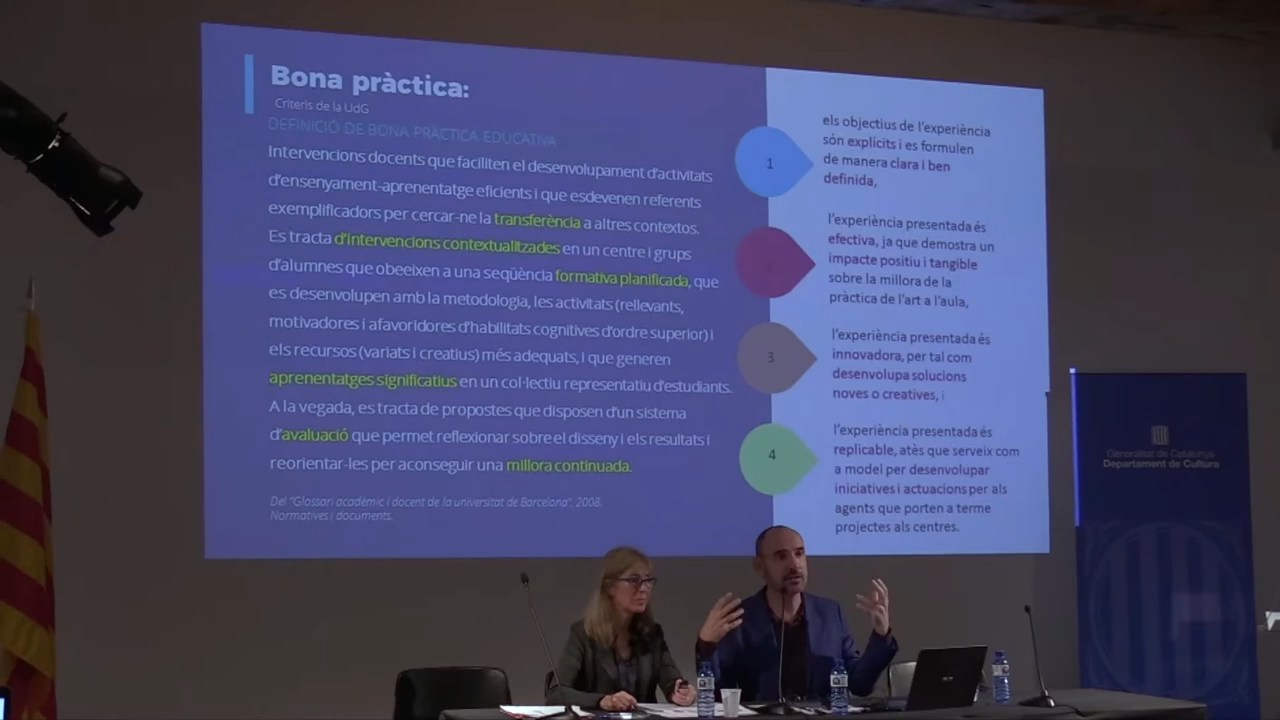 Bona pràctica:
Criteris de la UdG
DEFINICIÓ DE BONA PRÀCTICA EDUCATIVA
Intervencions docents que faciliten el desenvolupament d'activitats
d'ensenyament-aprenentatge eficients i que esdevenen referents
exemplificadors per cercar-ne la transferència a altres contextos.
Es tracta d'intervencions contextualitzades en un centre i grups
d'alumnes que obeeixen a una seqüència formativa planificada, que
es desenvolupen amb la metodologia, les activitats (rellevants,
motivadores i afavoridores d'habilitats cognitives d'ordre superior) i
els recursos (variats i creatius) més adequats, i que generen
aprenentatges significatius en un col·lectiu representatiu d'estudiants.
A la vegada, es tracta de propostes que disposen d'un sistema
d'avaluació que permet reflexionar sobre el disseny i els resultats i
reorientar-les per aconseguir una millora continuada.
Del "Glossari acadèmic i docent de la universitat de Barcelona", 2008.
Normatives i documents.
1
els objectius de l'experiència
són explícits i es formulen
de manera clara i ben
definida,
l'experiència presentada és
efectiva, ja que demostra un
impacte positiu i tangible
sobre la millora de la
pràctica de l'art a l'aula,
3
l'experiència presentada és
innovadora, per tal com
desenvolupa solucions
noves o creatives, i
4
l'experiència presentada és
replicable, atès que serveix com
a model per desenvolupar
iniciatives i actuacions per als
agents que porten a terme
projectes als centres.
Generalitat de Catalunya
Departament de Cultura